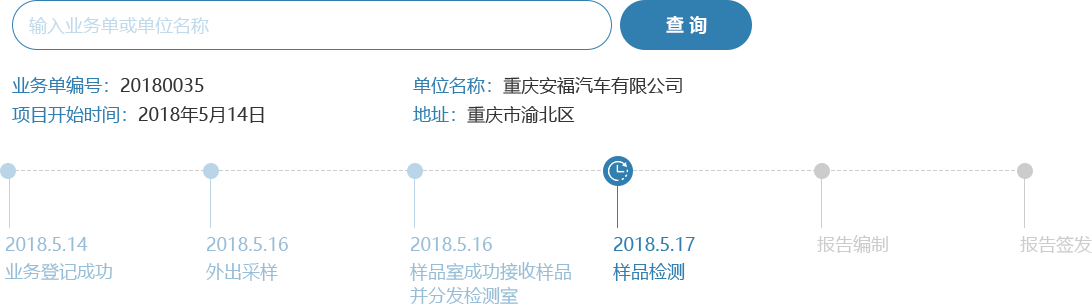 输入业务单或单位名称
查 询
业务单编号：20180035
单位名称：重庆安福汽车有限公司
项目开始时间：2018年5月14日
地址：重庆市渝北区
2018.5.14
业务登记成功
2018.5.16
外出采样
2018.5.16
样品室成功接收样品
并分发检测室
2018.5.17
样品检测
报告编制
报告签发